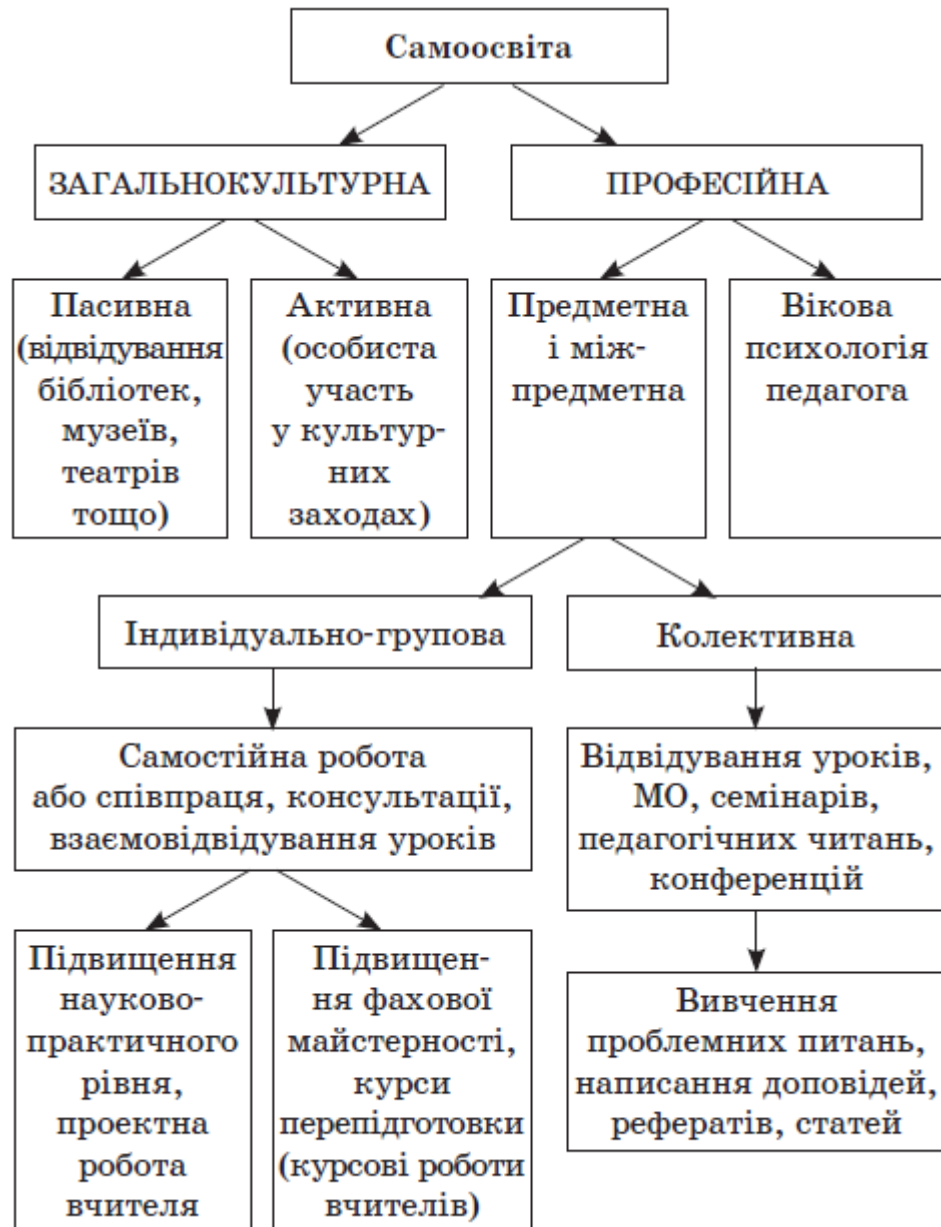 Самоосвіта
ЗАГАЛЬНОКУЛЬТУРНА
ПРОФЕСІЙНА
Пасивна
(відвідування
бібліотек,
музеїв,
театрів
тощо)
Активна
(особиста
участь
у культур-
них
заходах)
Предметна
і між-
предметна
Вікова
психологія
педагога
Індивідуально-групова
Колективна
Самостійна робота
або співпраця, консультації,
взаємовідвідування уроків
Відвідування уроків,
МО, семінарів,
педагогічних читань,
конференцій
Підвищення
науково-
практичного
рівня,
проектна
робота
вчителя
Підвищен-
ня фахової
майстерності,
курси
перепідготовки
(курсові роботи
вчителів)
Вивчення
проблемних питань,
написання доповідей,
рефератів, статей